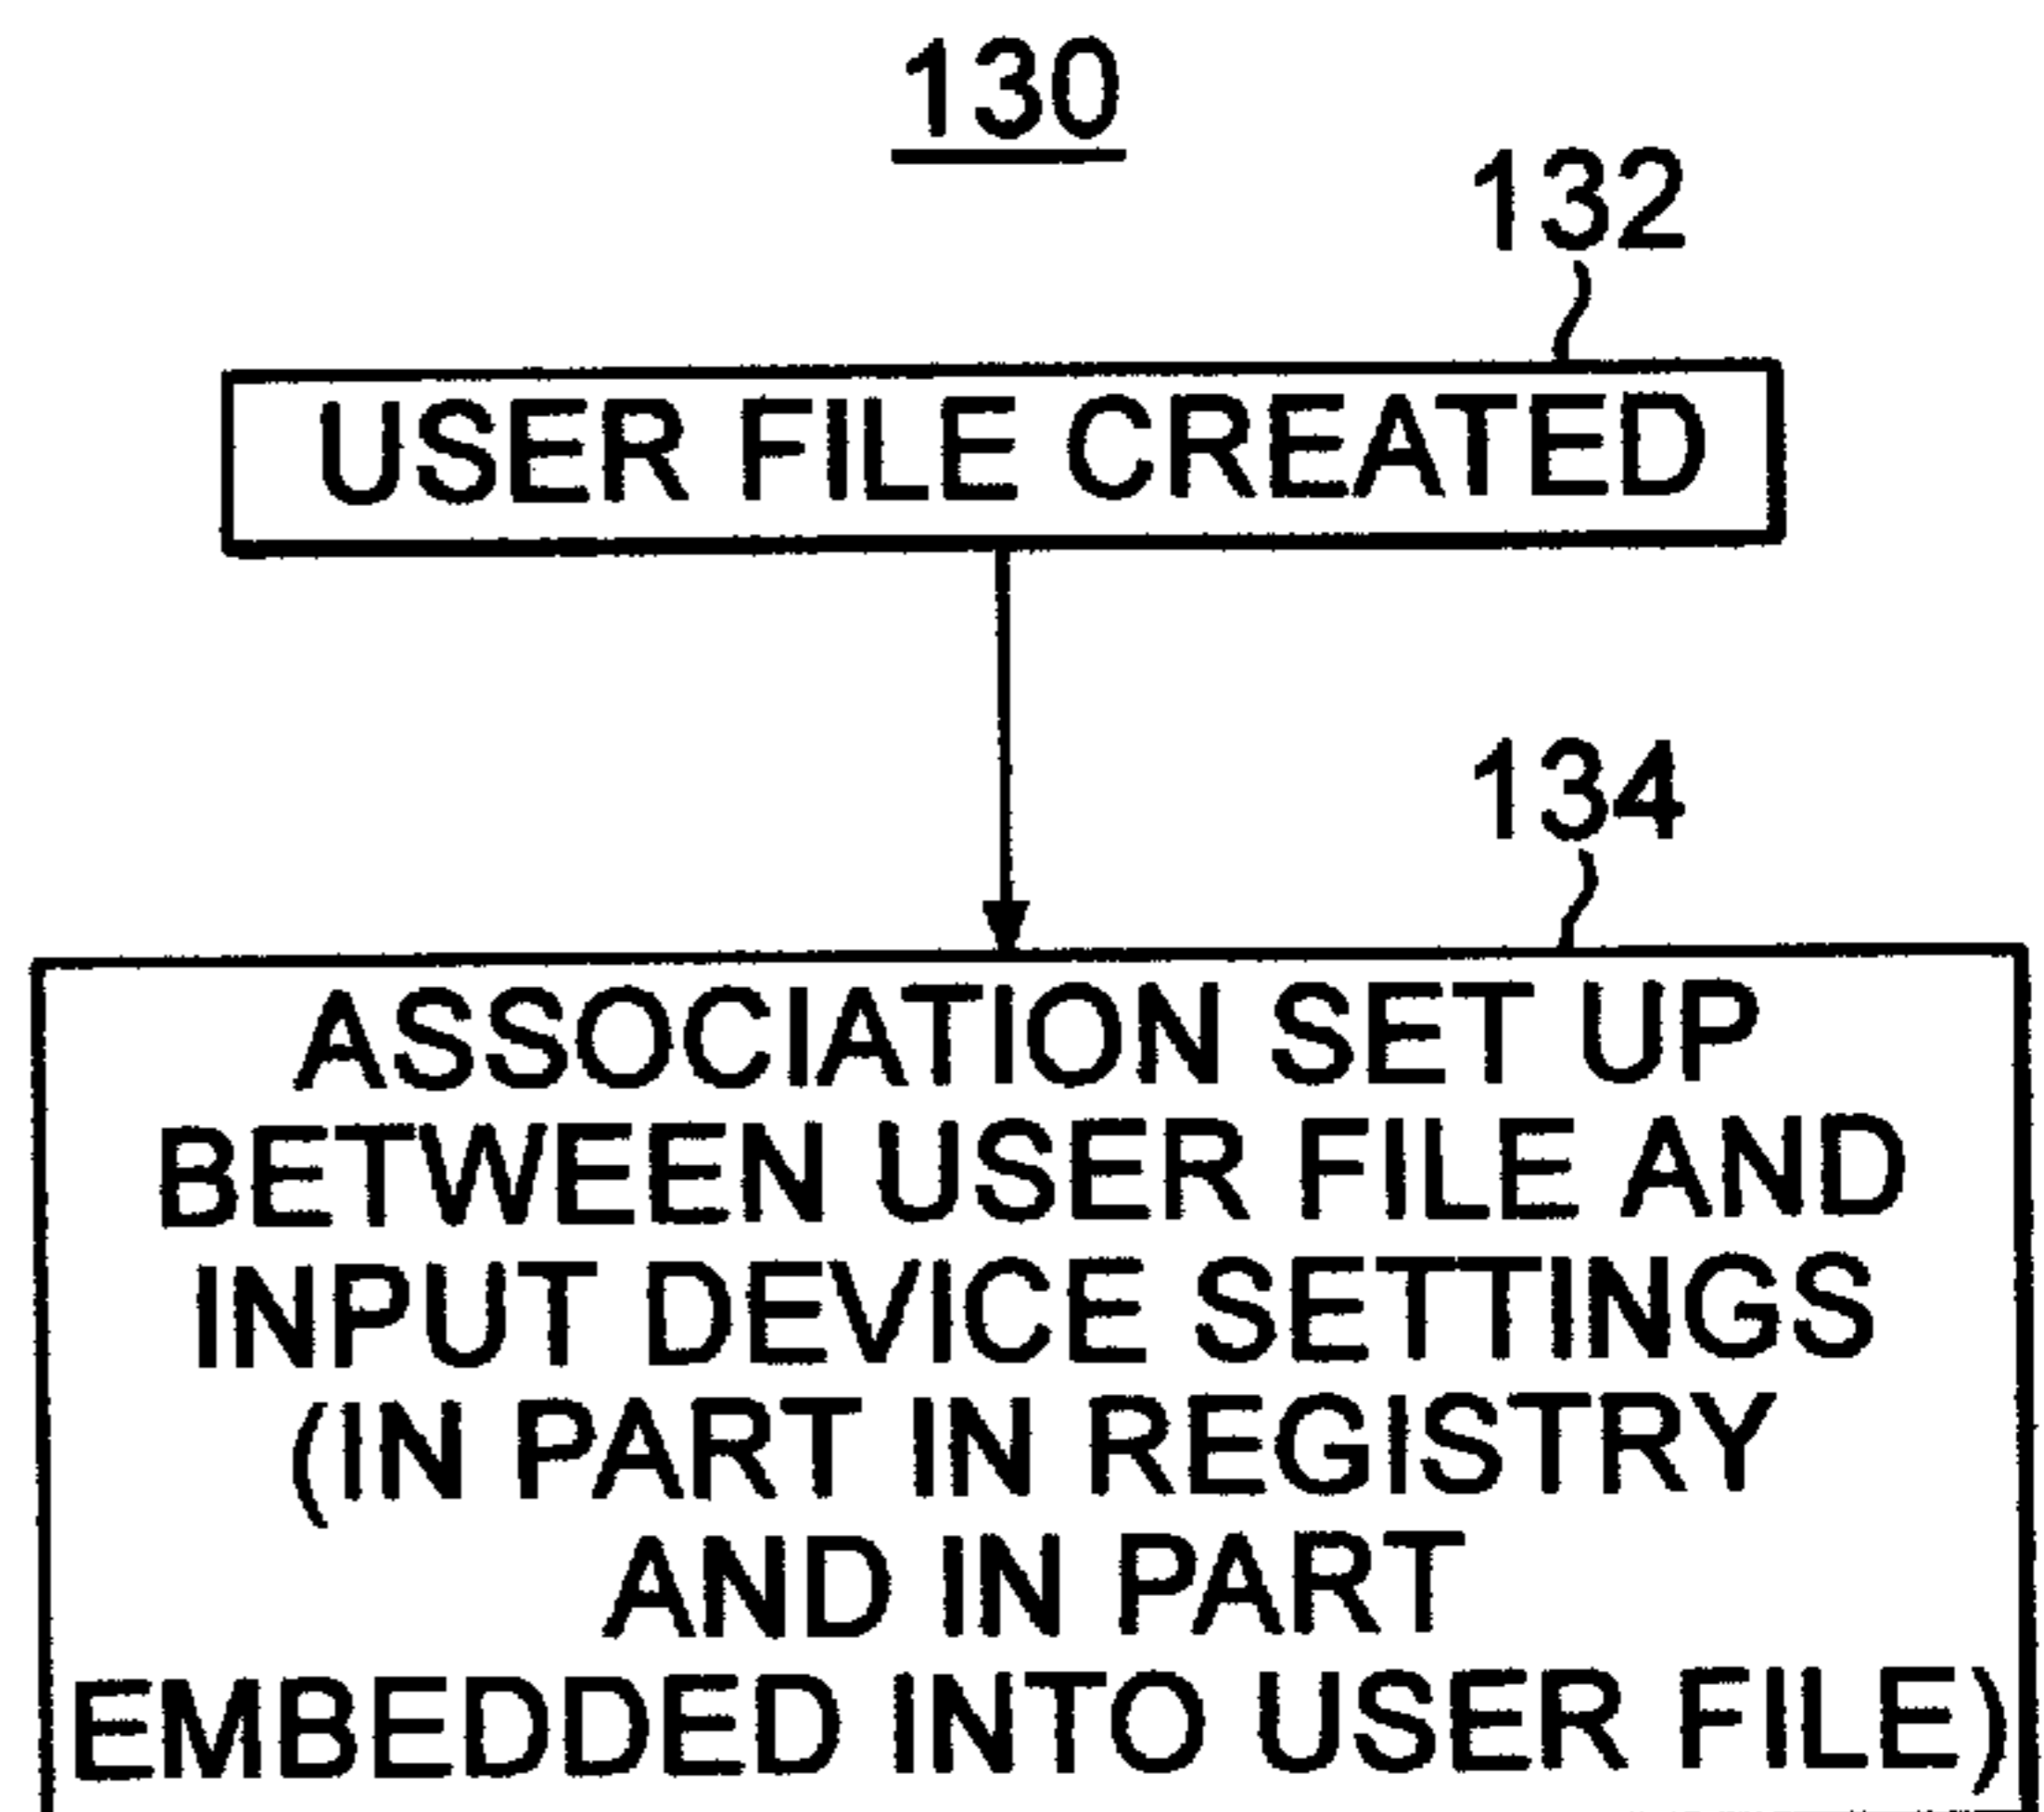 130
132
USER FILE CREATED
134
ASSOCIATION SET UP
BETWEEN USER FILE AND
INPUT DEVICE SETTINGS
(IN PART IN REGISTRY
AND IN PART
EMBEDDED INTO USER FILE)